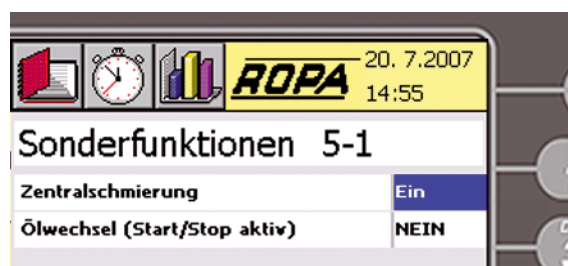 ROPA
20. 7.2007
14:55
Sonderfunktionen 5-1
Zentralschmierung Ein
Ölwechsel (Start/Stop aktiv) NEIN